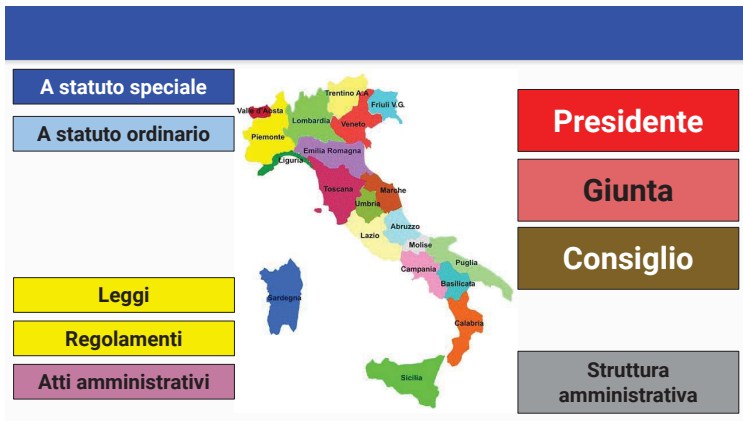 A statuto speciale
A statuto ordinario
Leggi
Regolamenti
Atti amministrativi
Trentino A.A
Friuli V.G.
Valle d'Aosta
Lombardia
Veneto
Piemonte
Emilia Romagna
Liguria
Toscana
Marche
Umbria
Abruzzo
Lazio
Molise
Puglia
Campania
Basilicata
Sardegna
Calabria
Sicilia
Presidente
Giunta
Consiglio
Struttura
amministrativa